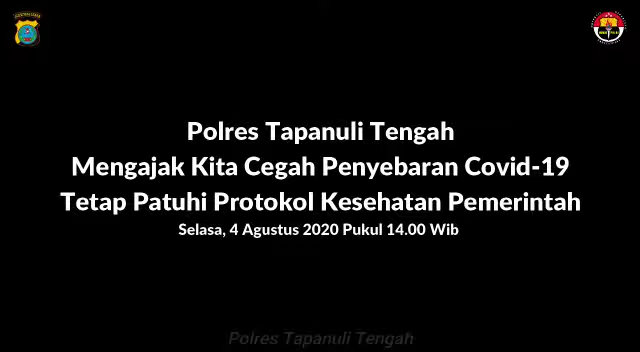 Polres Tapanuli Tengah
Mengajak Kita Cegah Penyebaran Covid-19
Tetap Patuhi Protokol Kesehatan Pemerintah
Selasa, 4 Agustus 2020 Pukul 14.00 Wib
Polres Tapanuli Tengah